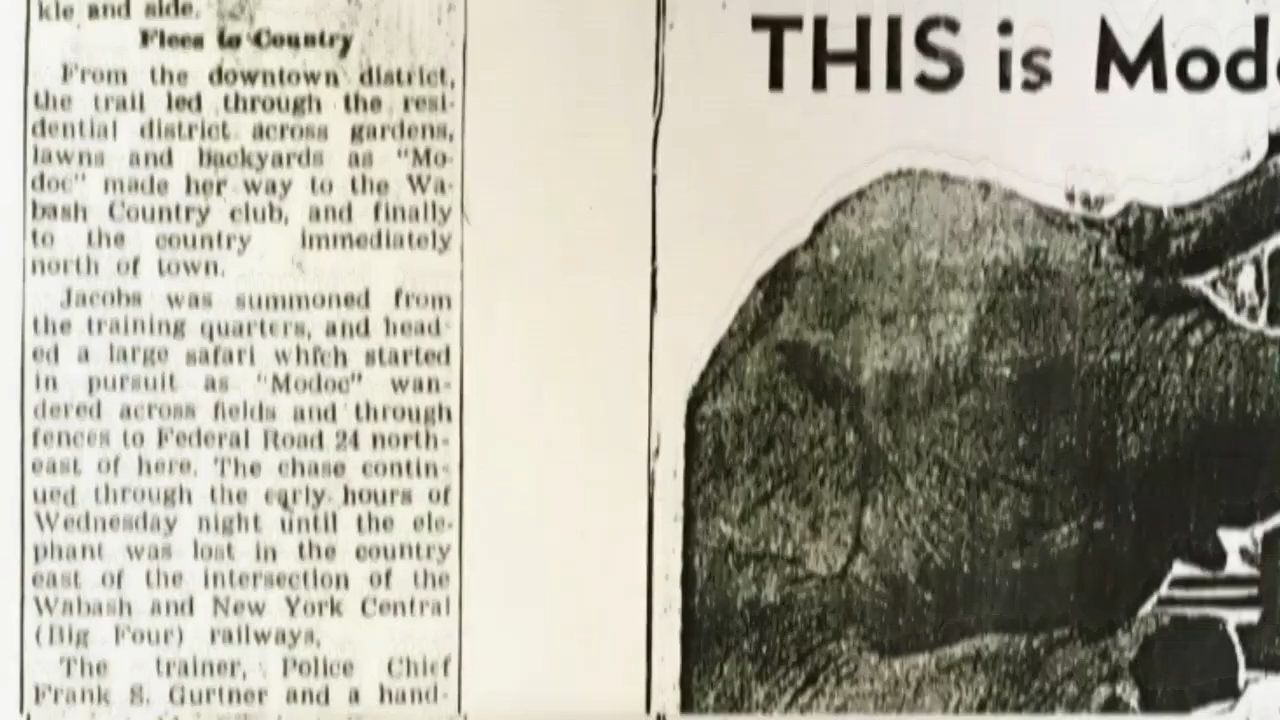 kle and side.
Flees to Country
From the downtown district,
the trail led through the resi-
dential district across gardens,
lawns and backyards as "Mo-
doc" made her way to the Wa-
bash Country club, and finally
to the country immediately
north of town.
Jacobs was summoned from
the training quarters, and head-
ed a large safari which started
in pursuit as "Modoc" wan-
dered across fields and through
fences to Federal Road 24 north-
east of here. The chase contin-
ued through the early hours of
Wednesday night until the ele-
phant was lost in the country
east of the intersection of the
Wabash and New York Central
(Big Four) railways.
The trainer, Police Chief
Frank S. Gurtner and a hand-
THIS is Mod